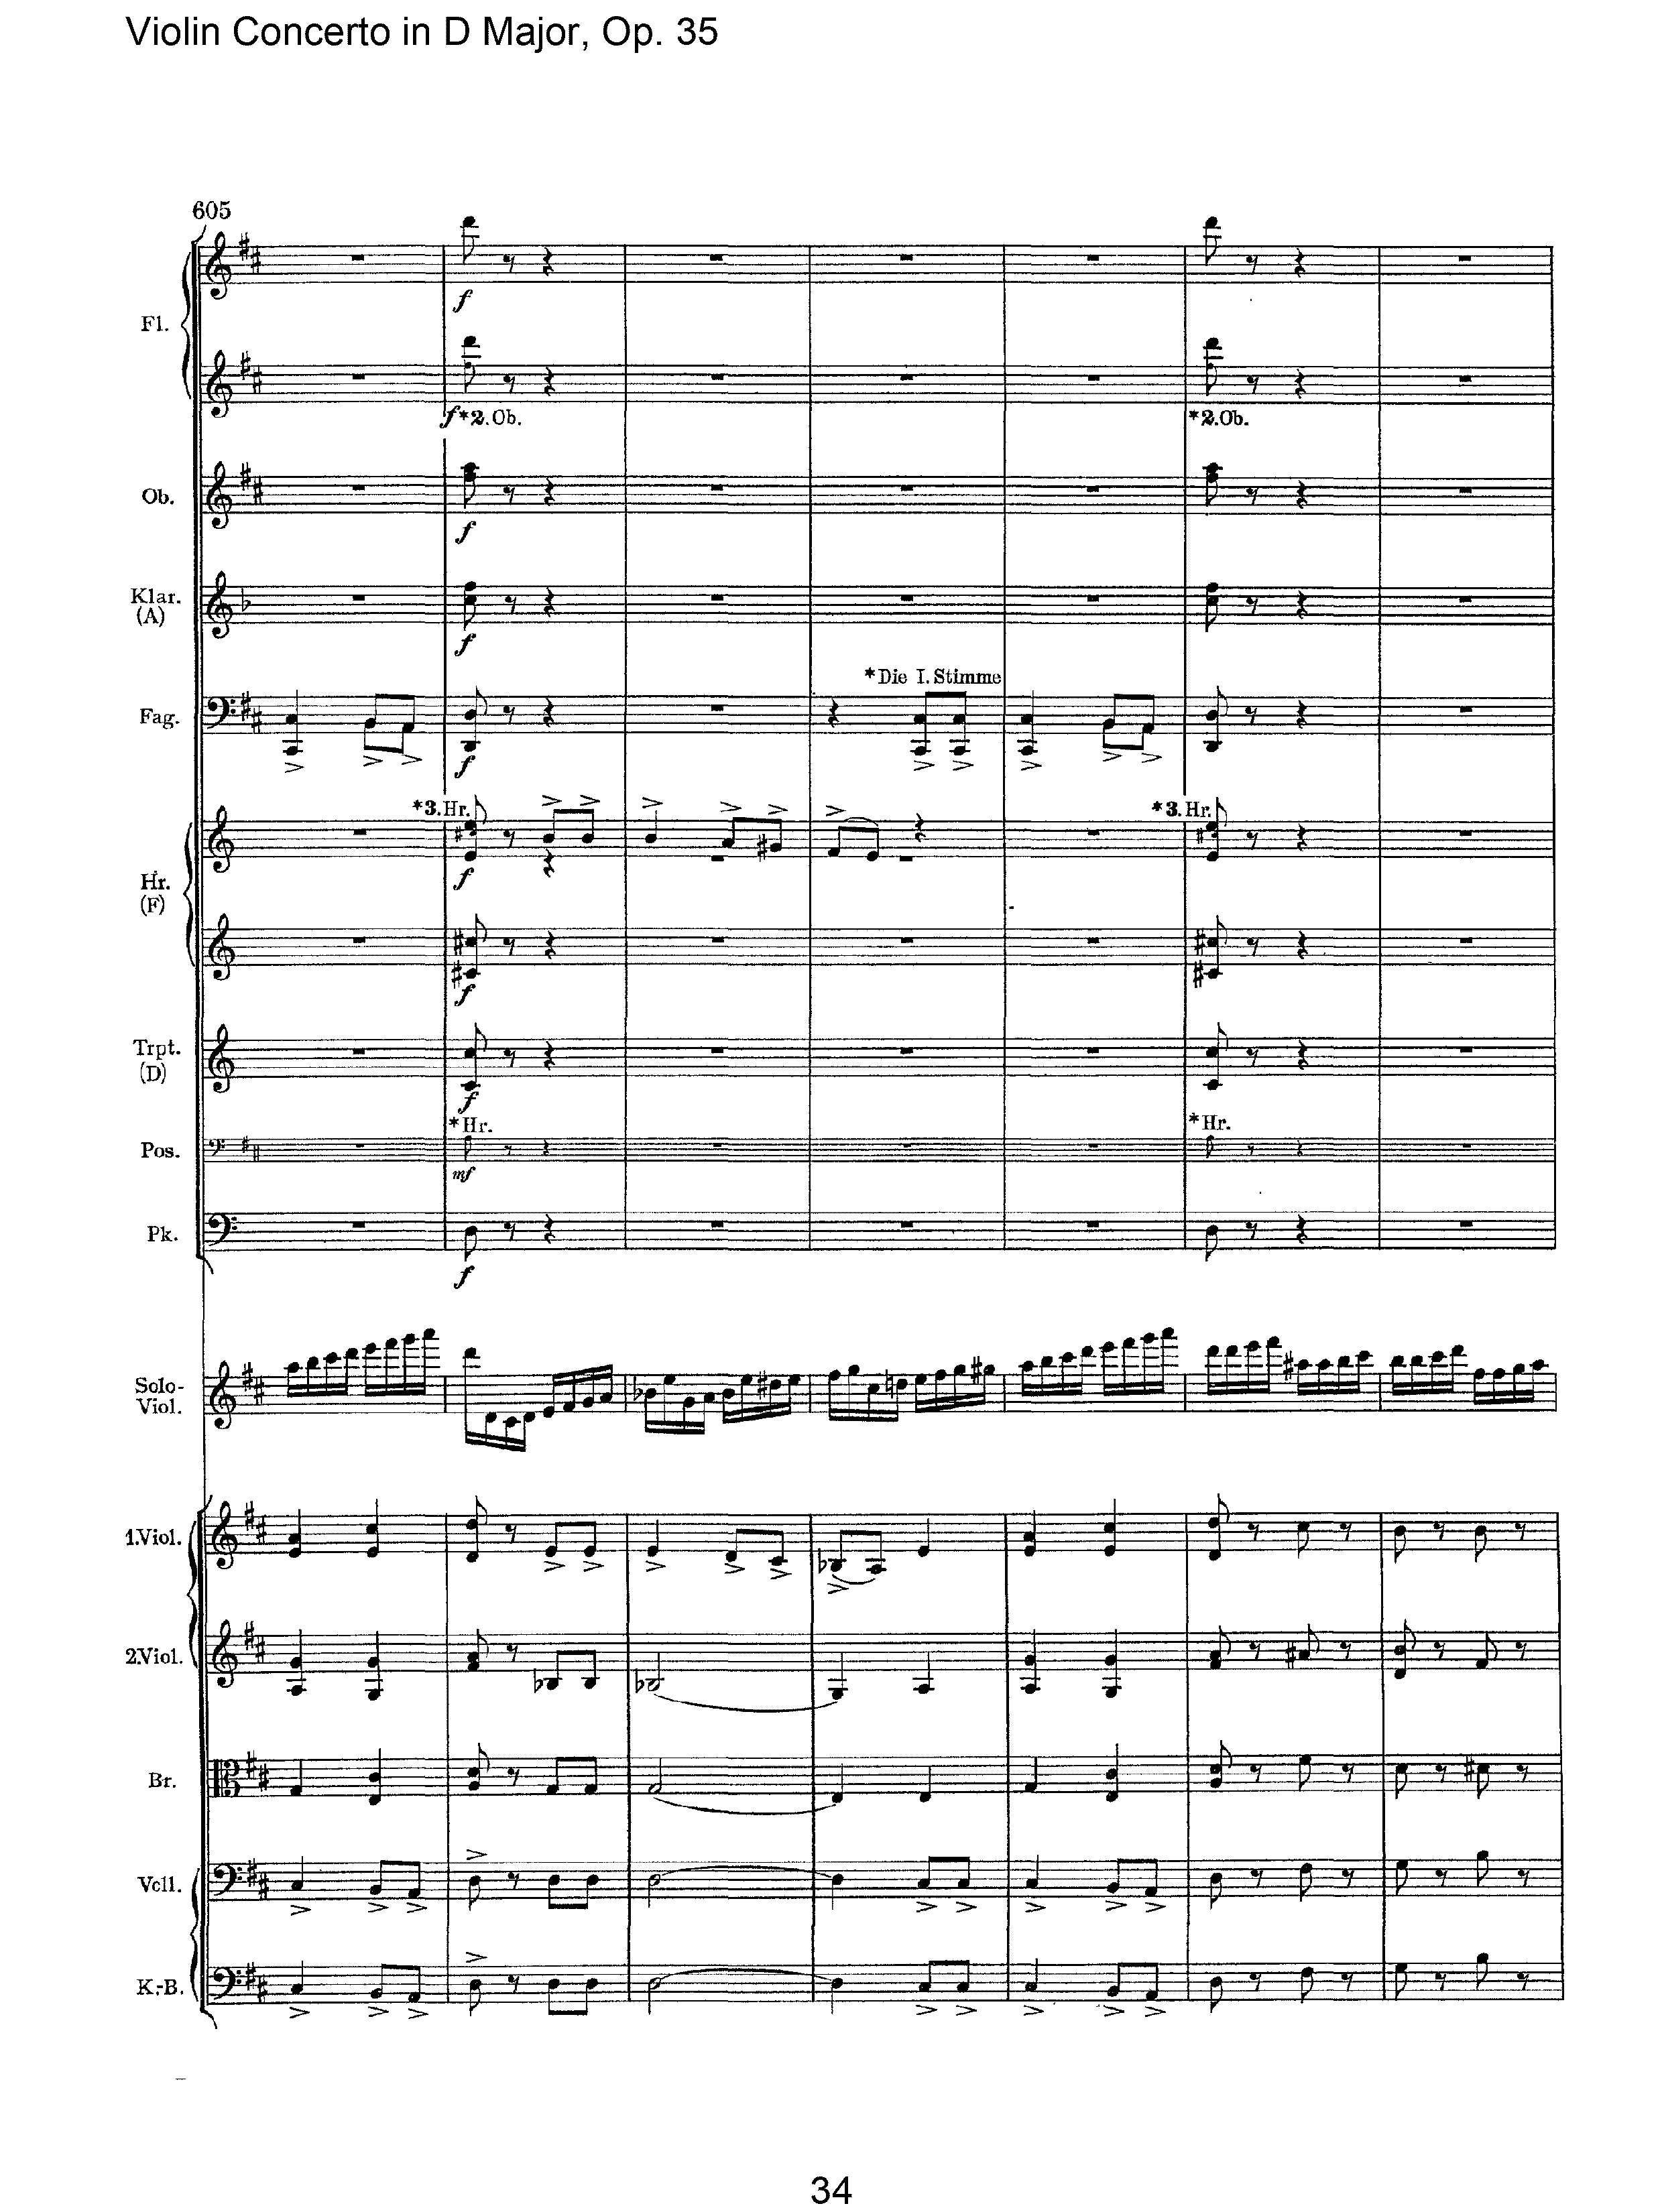 Violin Concerto in D Major, Op. 35
605
Fl.
f
f *2. Ob.
*2. Ob.
Ob.
f
Klar.
(A)
f
*Die I. Stimme
Fag.
f
*3. Hr.
*3. Hr.
f
Hr.
(F)
f
Trpt.
(D)
f
*Hr.
*Hr.
Pos.
mf
Pk.
f
Solo-
Viol.
1.Viol.
2.Viol.
Br.
Vcll.
K.-B.
34